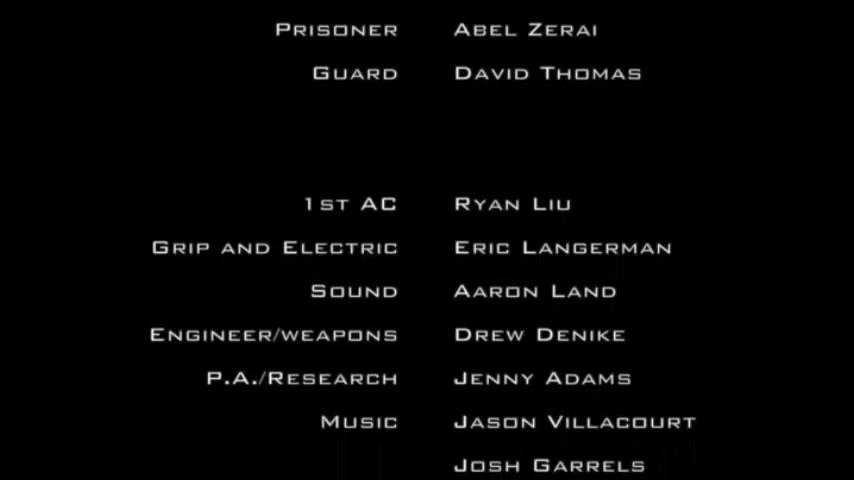 Prisoner Abel Zerai
Guard David Thomas
1st AC Ryan Liu
Grip and Electric Eric Langerman
Sound Aaron Land
Engineer/weapons Drew Denike
P.A./Research Jenny Adams
Music Jason Villacourt
Josh Garrels